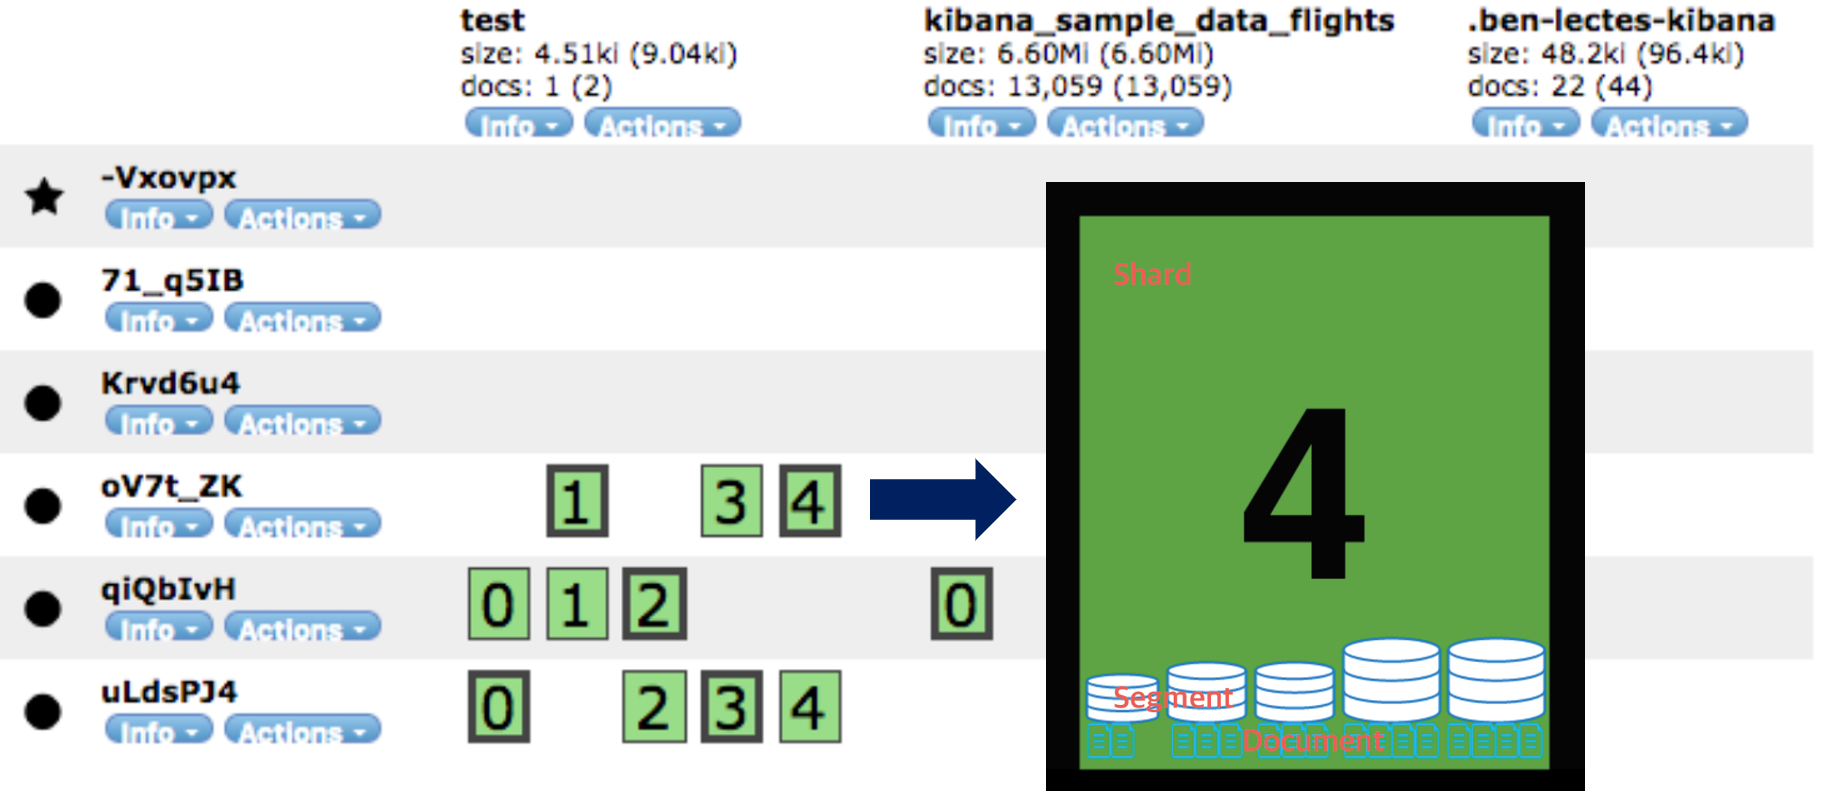 test
size: 4.51ki (9.04ki)
docs: 1 (2)
Info Actions
kibana_sample_data_flights
size: 6.60Mi (6.60Mi)
docs: 13,059 (13,059)
Info Actions
.ben-lectes-kibana
size: 48.2ki (96.4ki)
docs: 22 (44)
Info Actions
-Vxovpx
Info Actions
71_q5IB
Info Actions
Krvd6u4
Info Actions
oV7t_ZK
Info Actions
1 3 4
qiQbIvH
Info Actions
0 1 2 0
uLdsPJ4
Info Actions
0 2 3 4
Shard
4
Segment
Document